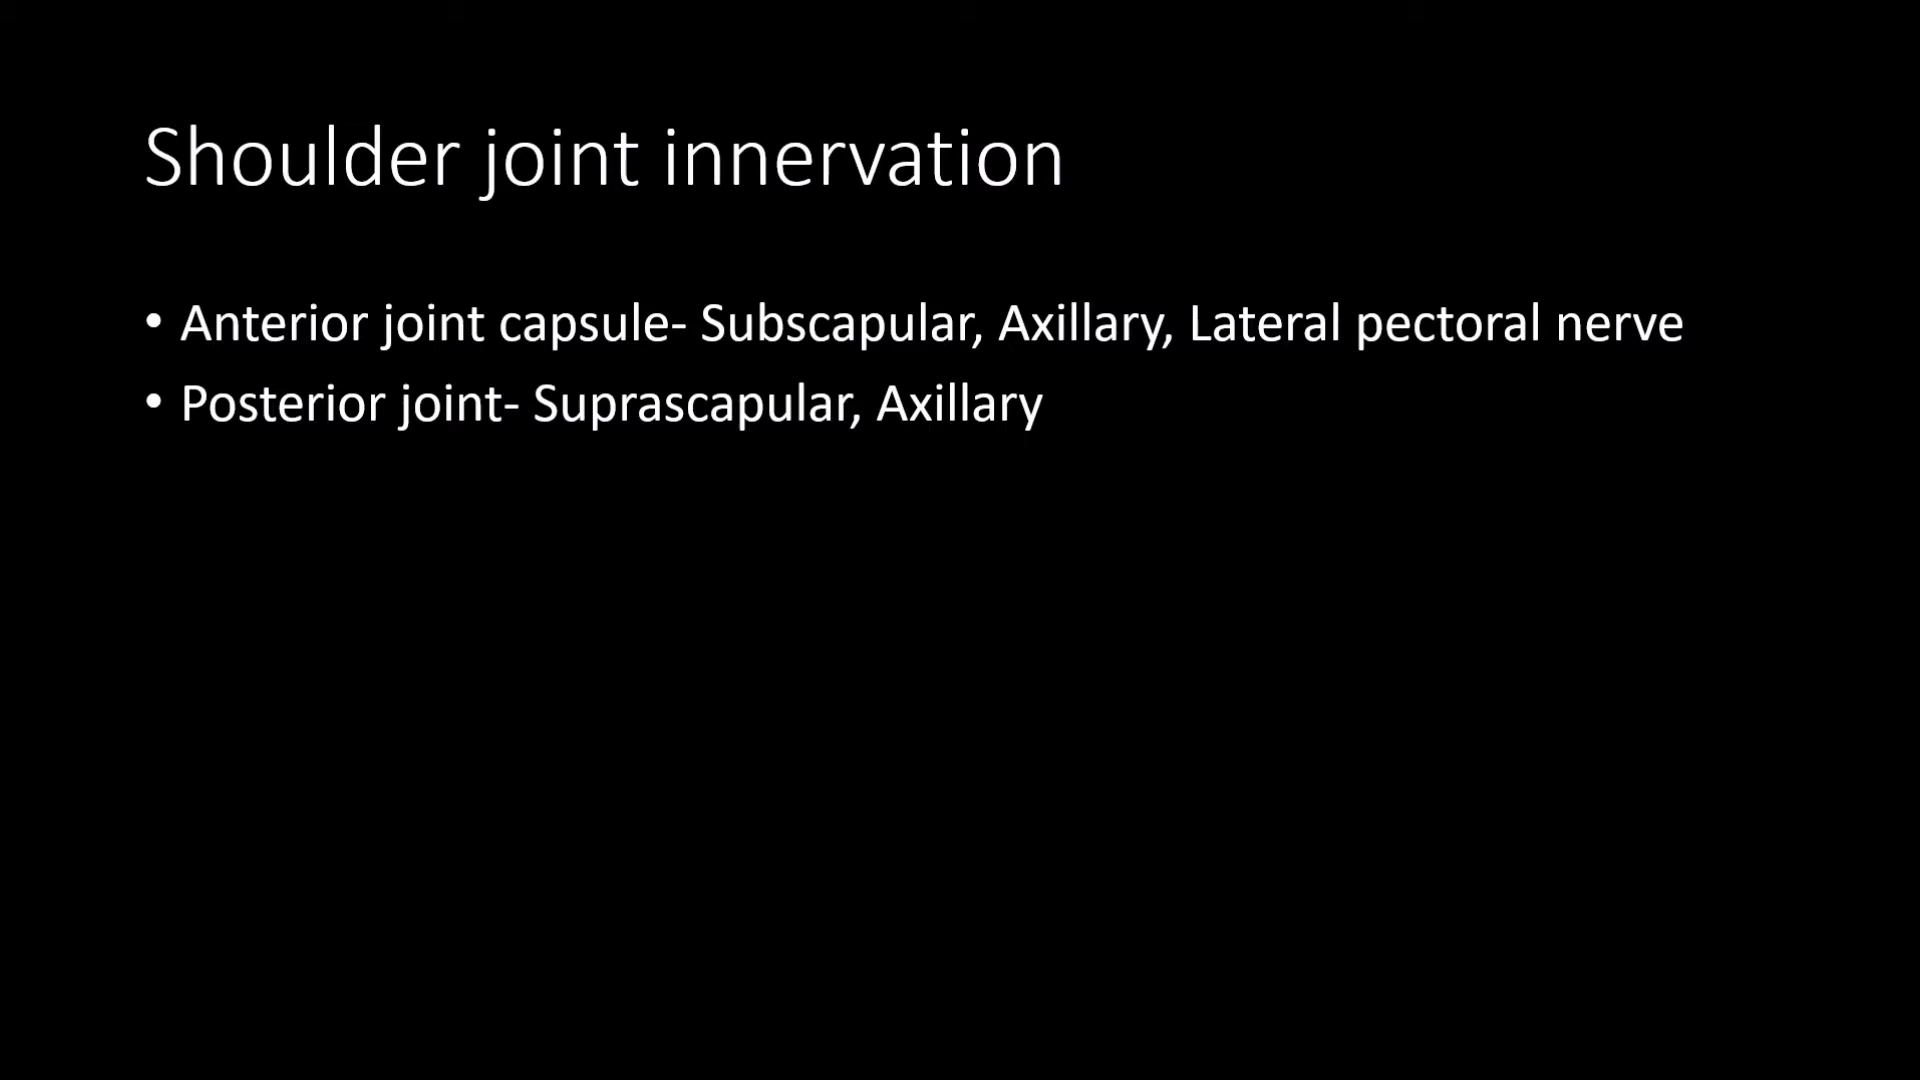 Shoulder joint innervation
• Anterior joint capsule- Subscapular, Axillary, Lateral pectoral nerve
• Posterior joint- Suprascapular, Axillary